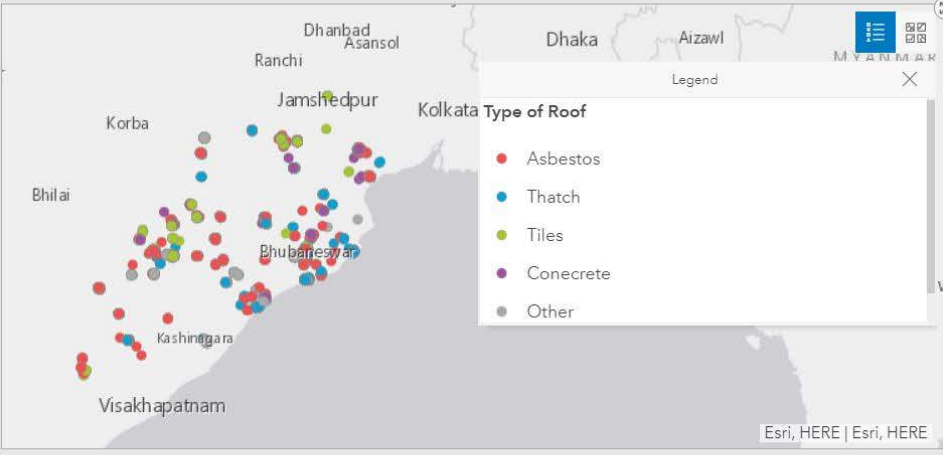 Dhanbad
Asansol
Ranchi
Dhaka
Aizawl
MYANMAR
Jamshedpur
Kolkata
Korba
Bhilai
Bhubaneswar
Kashinagara
Visakhapatnam
Legend
Type of Roof
Asbestos
Thatch
Tiles
Conecrete
Other
Esri, HERE | Esri, HERE